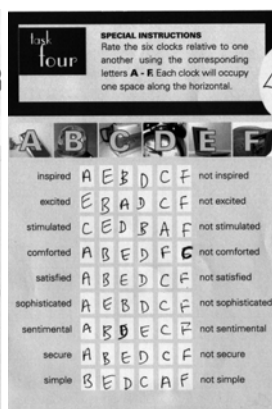 task
four
SPECIAL INSTRUCTIONS
Rate the six clocks relative to one
another using the corresponding
letters A - F. Each clock will occupy
one space along the horizontal.
A B C D E F
inspired A E B D C F not inspired
excited E B A D C F not excited
stimulated C E D B A F not stimulated
comforted A B E D F C not comforted
satisfied A B E D C F not satisfied
sophisticated A E B D C F not sophisticated
sentimental A B D E C F not sentimental
secure A B E D C F not secure
simple B E D C A F not simple